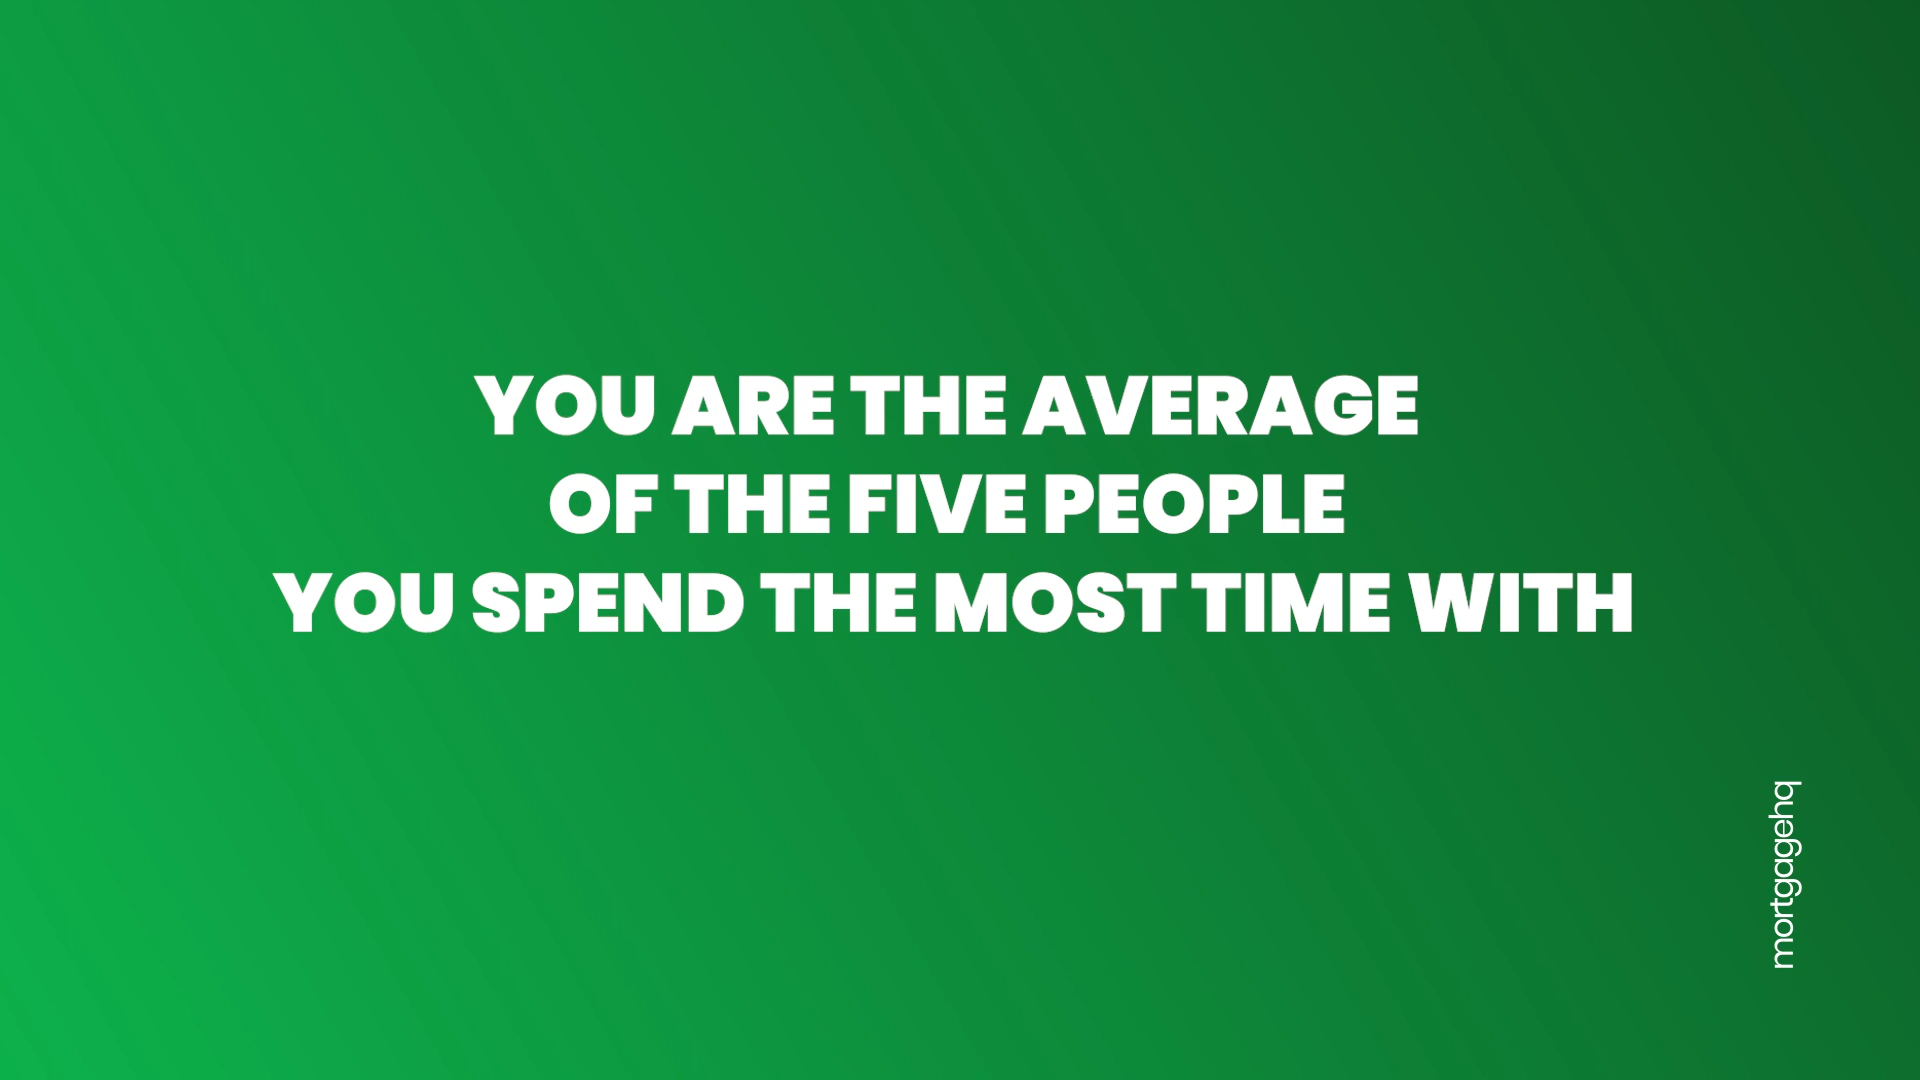 YOU ARE THE AVERAGE
OF THE FIVE PEOPLE
YOU SPEND THE MOST TIME WITH
mortgagehq